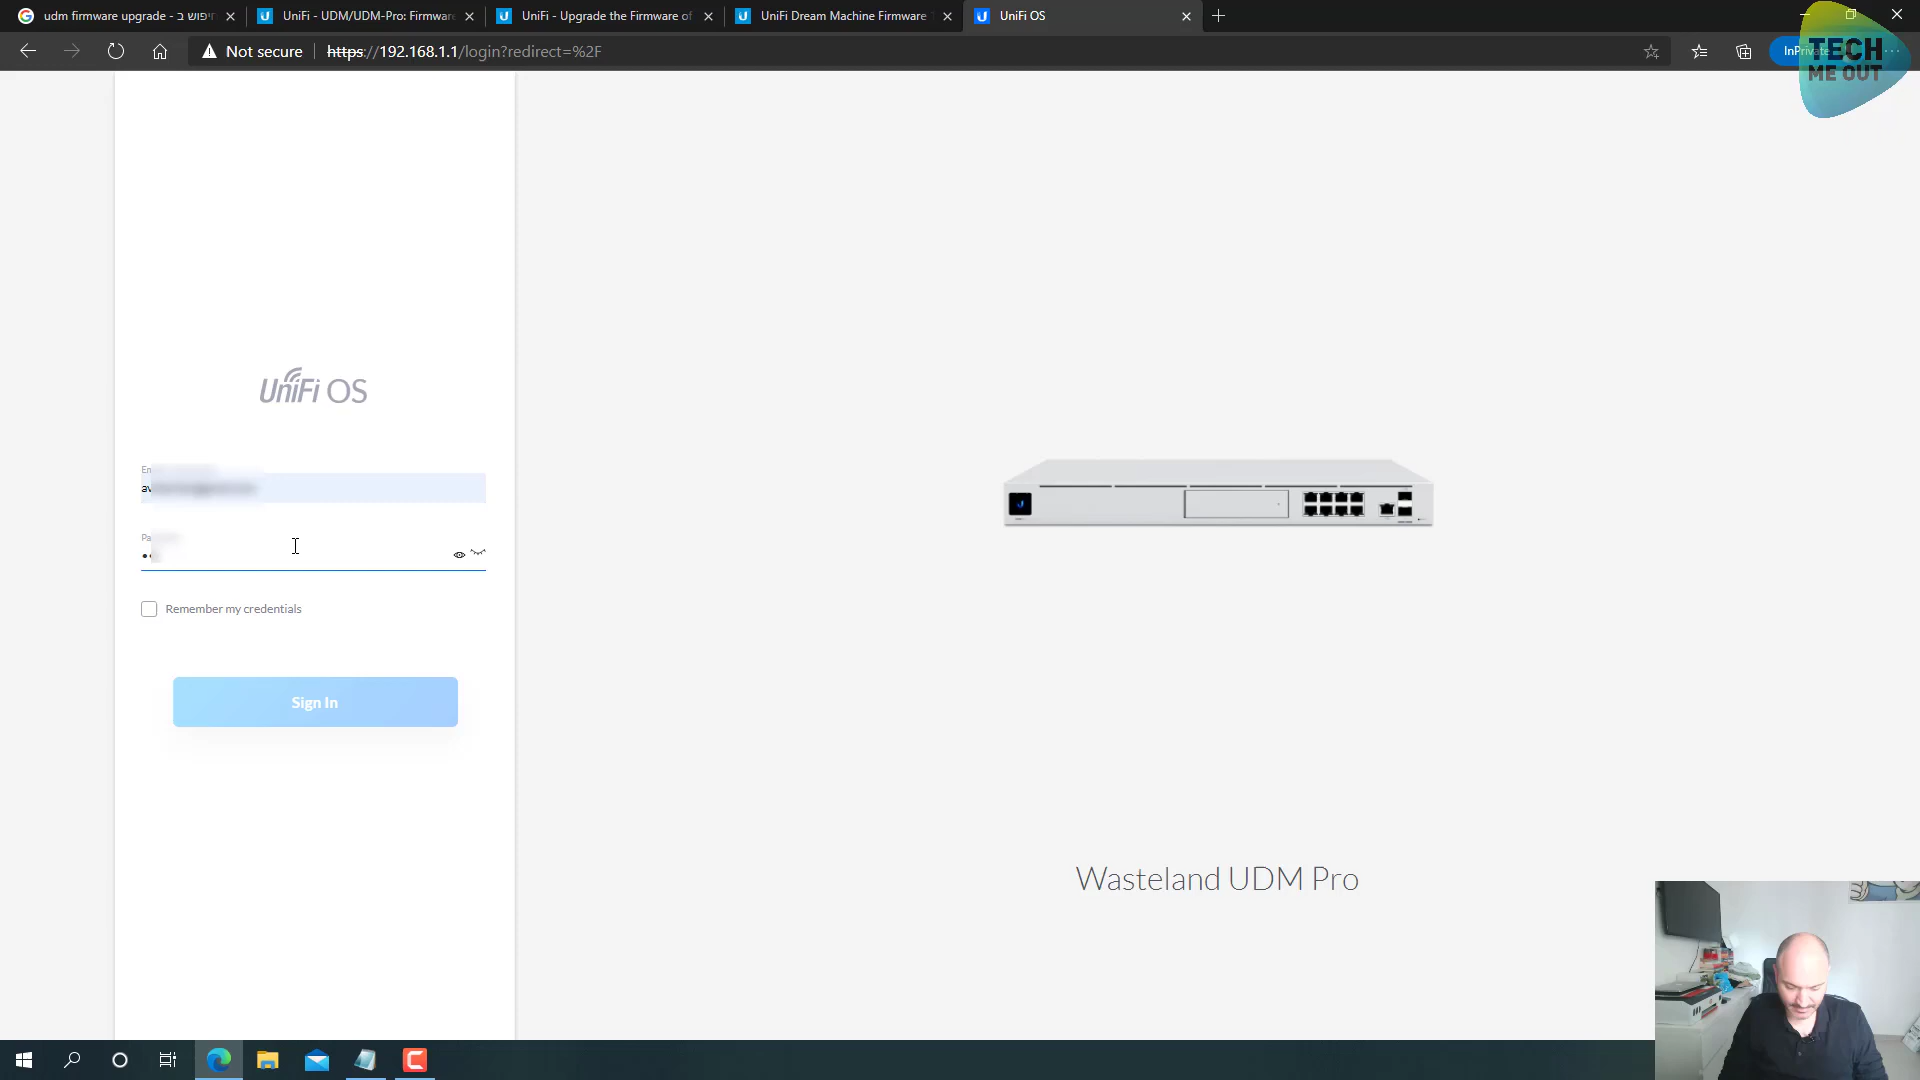 udm firmware upgrade - חיפוש ב
UniFi - UDM/UDM-Pro: Firmware
UniFi - Upgrade the Firmware of
UniFi Dream Machine Firmware
UniFi OS
Not secure
https://192.168.1.1/login?redirect=%2F
InPrivate
TECH
ME OUT
UniFi OS
Remember my credentials
Sign In
Wasteland UDM Pro